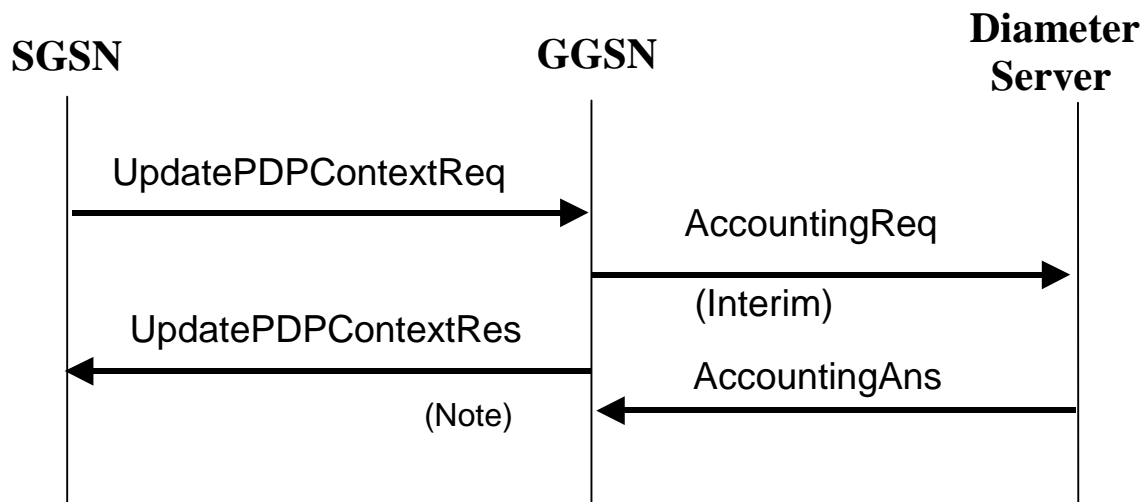 SGSN
GGSN
Diameter
Server
UpdatePDPContextReq
AccountingReq
(Interim)
UpdatePDPContextRes
AccountingAns
(Note)